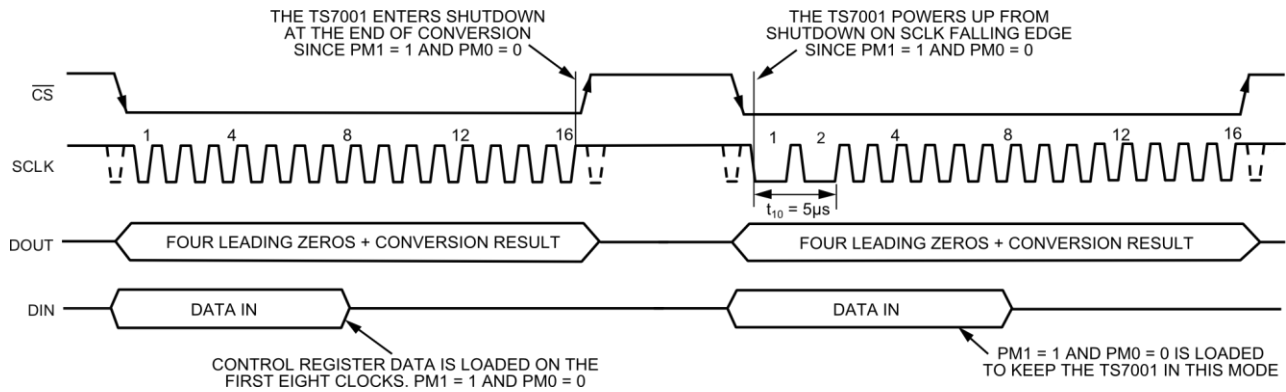 THE TS7001 ENTERS SHUTDOWN
AT THE END OF CONVERSION
SINCE PM1 = 1 AND PM0 = 0
THE TS7001 POWERS UP FROM
SHUTDOWN ON SCLK FALLING EDGE
SINCE PM1 = 1 AND PM0 = 0
CS
1 4 8 12 16 1 2 4 8 12 16
SCLK
t10 = 5µs
DOUT FOUR LEADING ZEROS + CONVERSION RESULT FOUR LEADING ZEROS + CONVERSION RESULT
DIN DATA IN DATA IN
CONTROL REGISTER DATA IS LOADED ON THE
FIRST EIGHT CLOCKS. PM1 = 1 AND PM0 = 0
PM1 = 1 AND PM0 = 0 IS LOADED
TO KEEP THE TS7001 IN THIS MODE